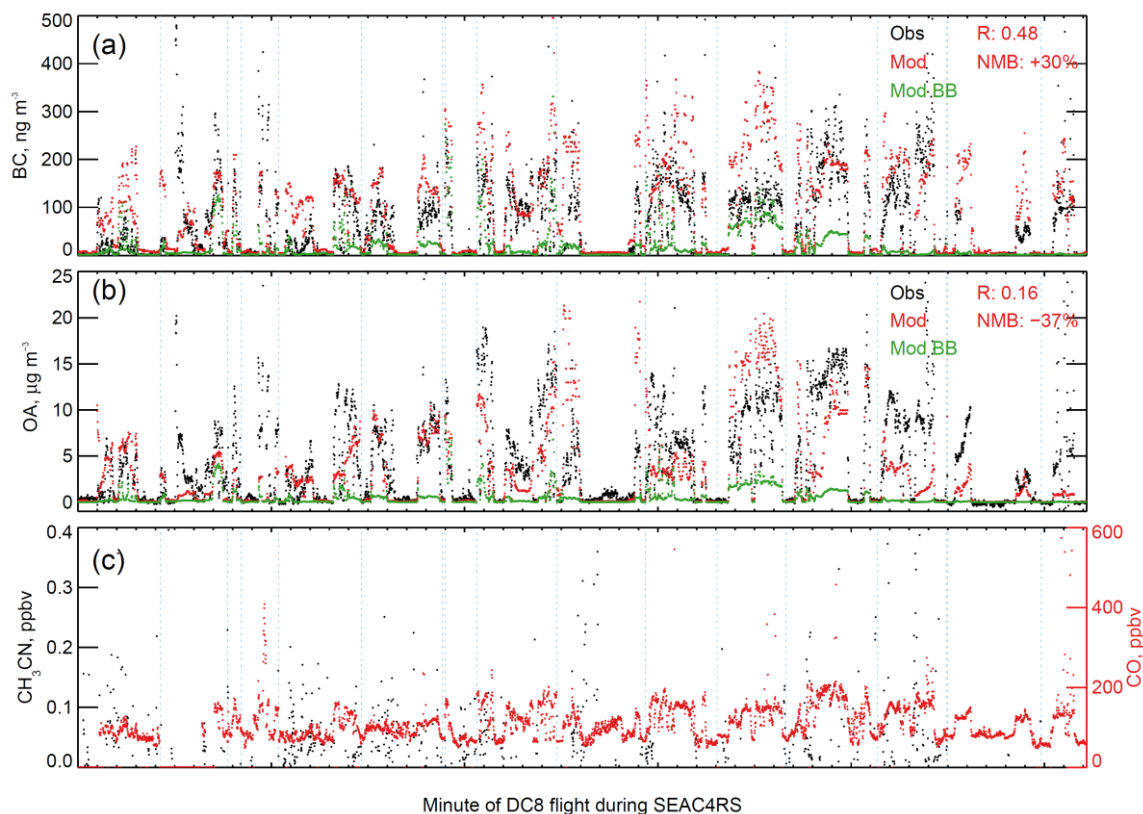 (a)
BC, ng m⁻³
500
400
300
200
100
0
Obs R: 0.48
Mod NMB: +30%
Mod BB
(b)
OA, μg m⁻³
25
20
15
10
5
0
Obs R: 0.16
Mod NMB: −37%
Mod BB
(c)
CH₃CN, ppbv
0.4
0.3
0.2
0.1
0.0
600
400
200
0
CO, ppbv
Minute of DC8 flight during SEAC4RS